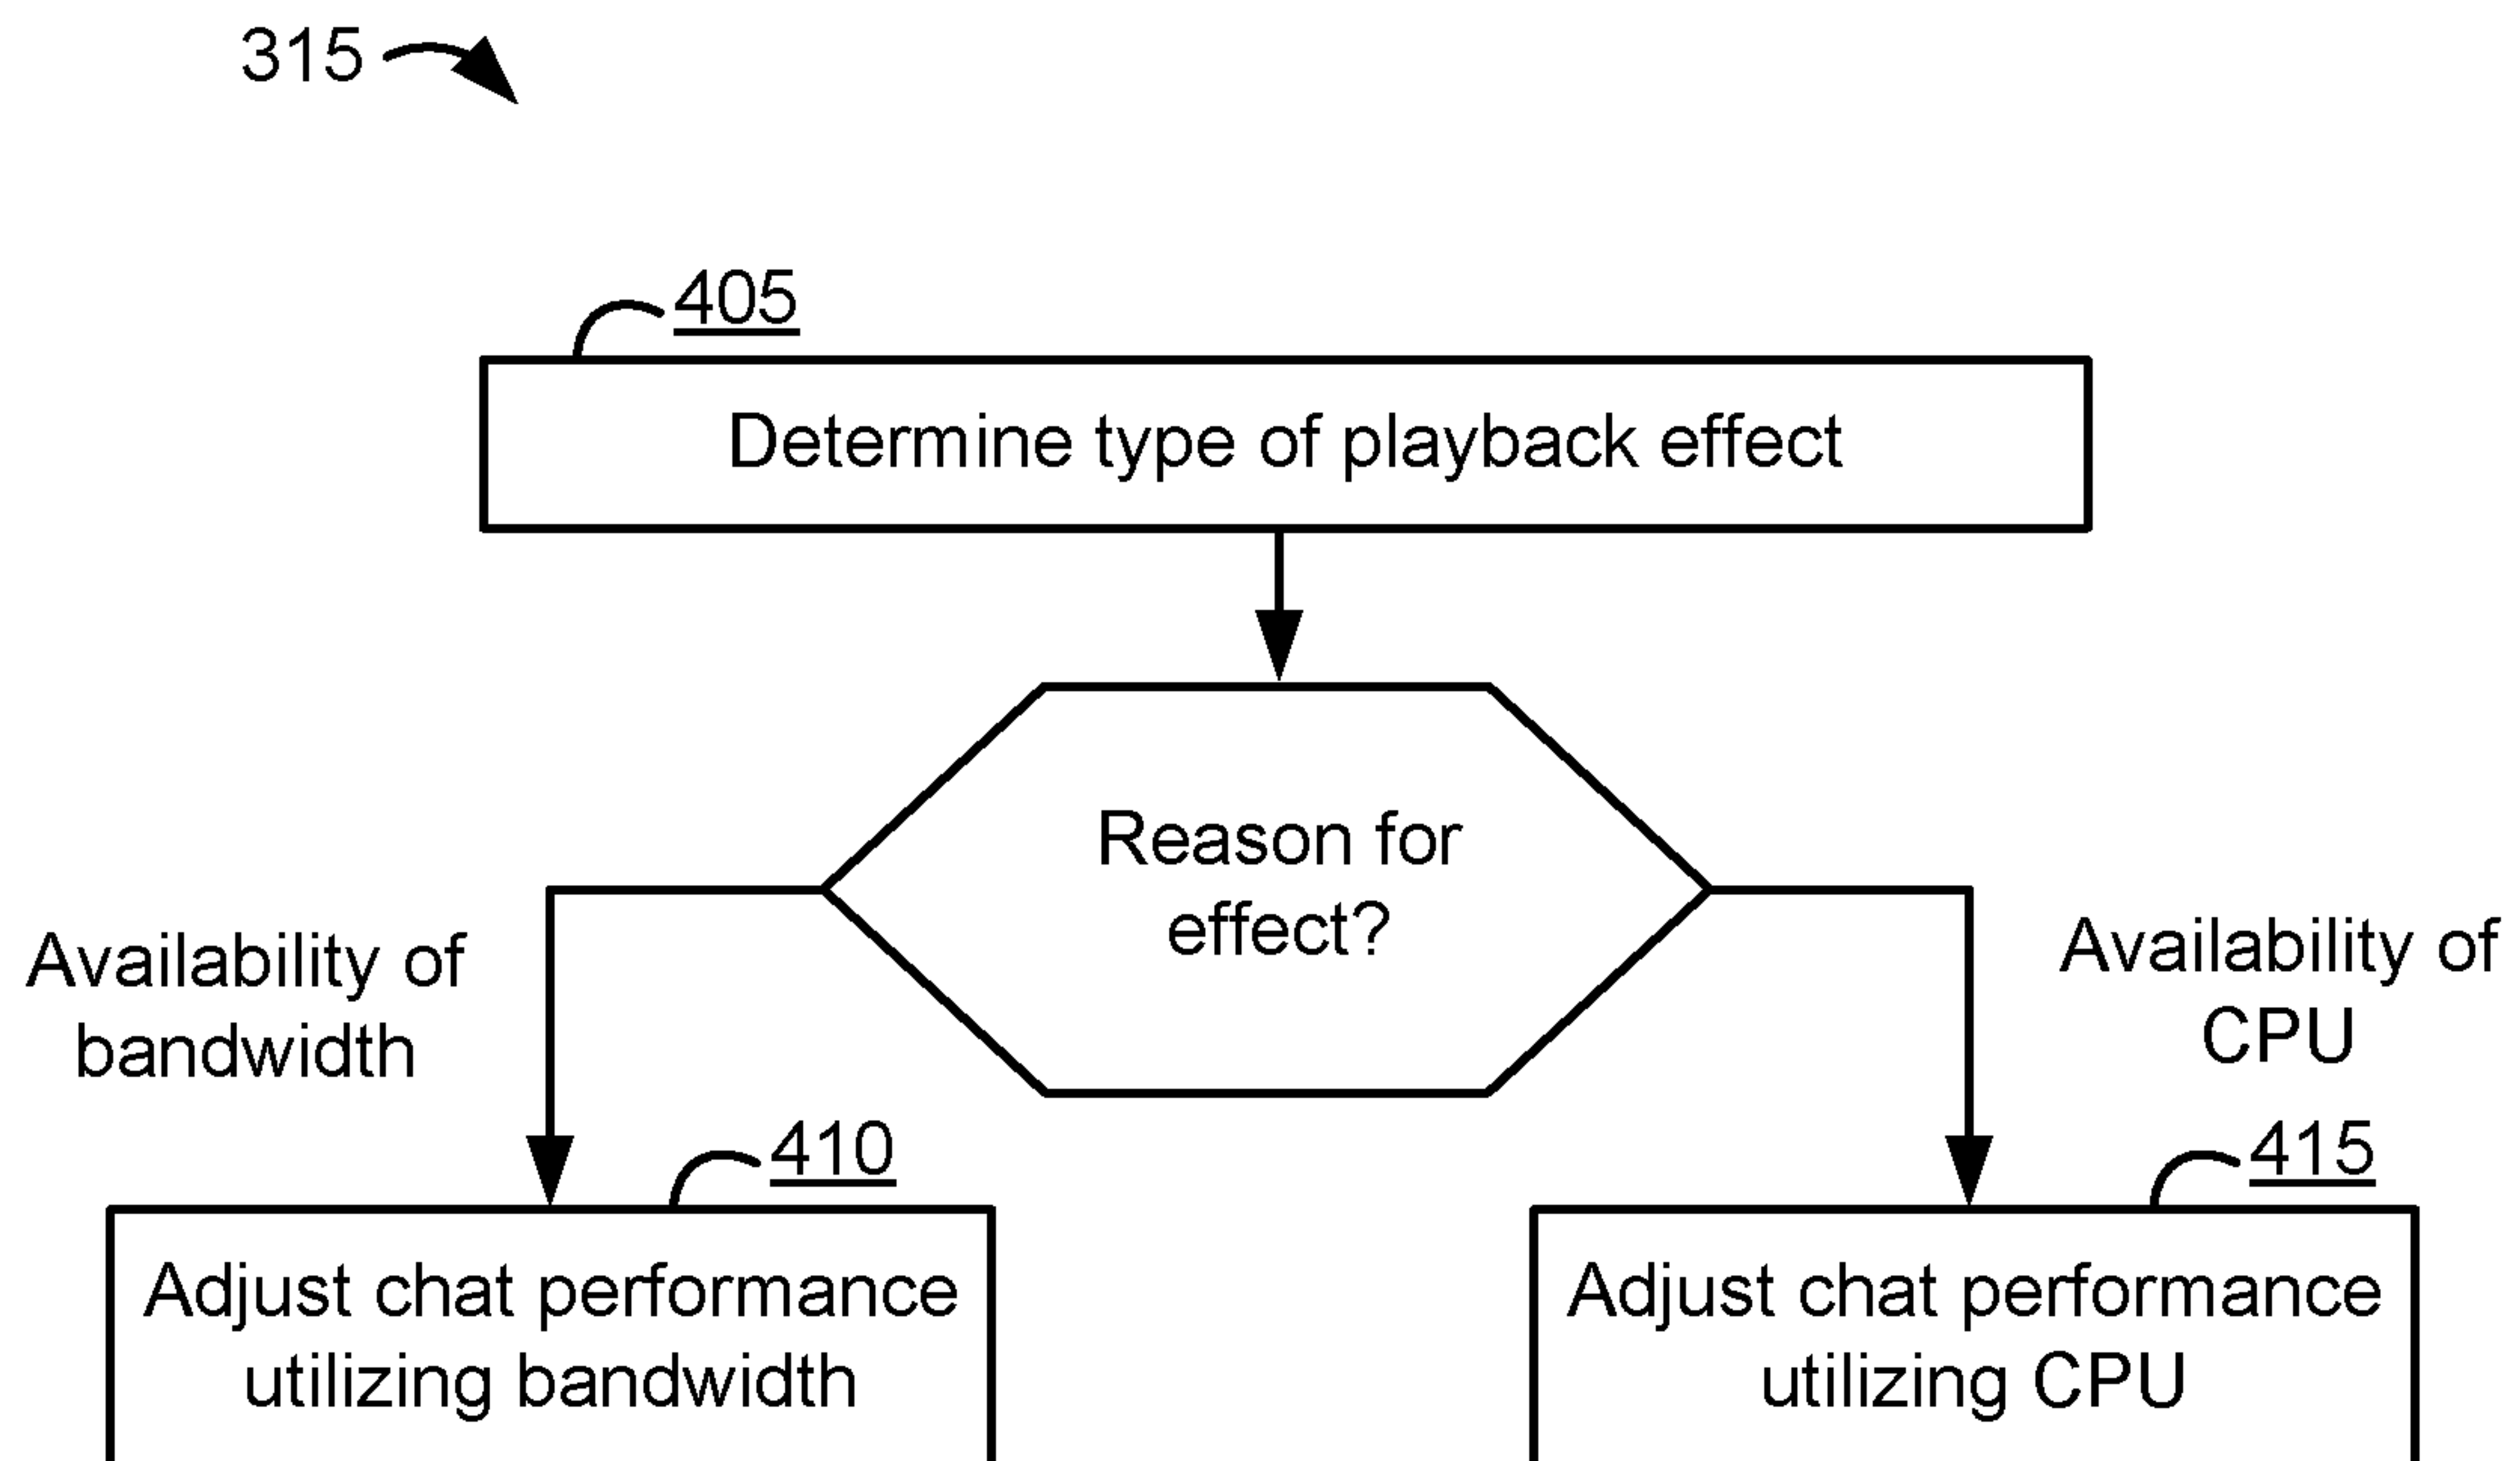 315
405
Determine type of playback effect
Reason for
effect?
Availability of
bandwidth
Availability of
CPU
410
415
Adjust chat performance
utilizing bandwidth
Adjust chat performance
utilizing CPU